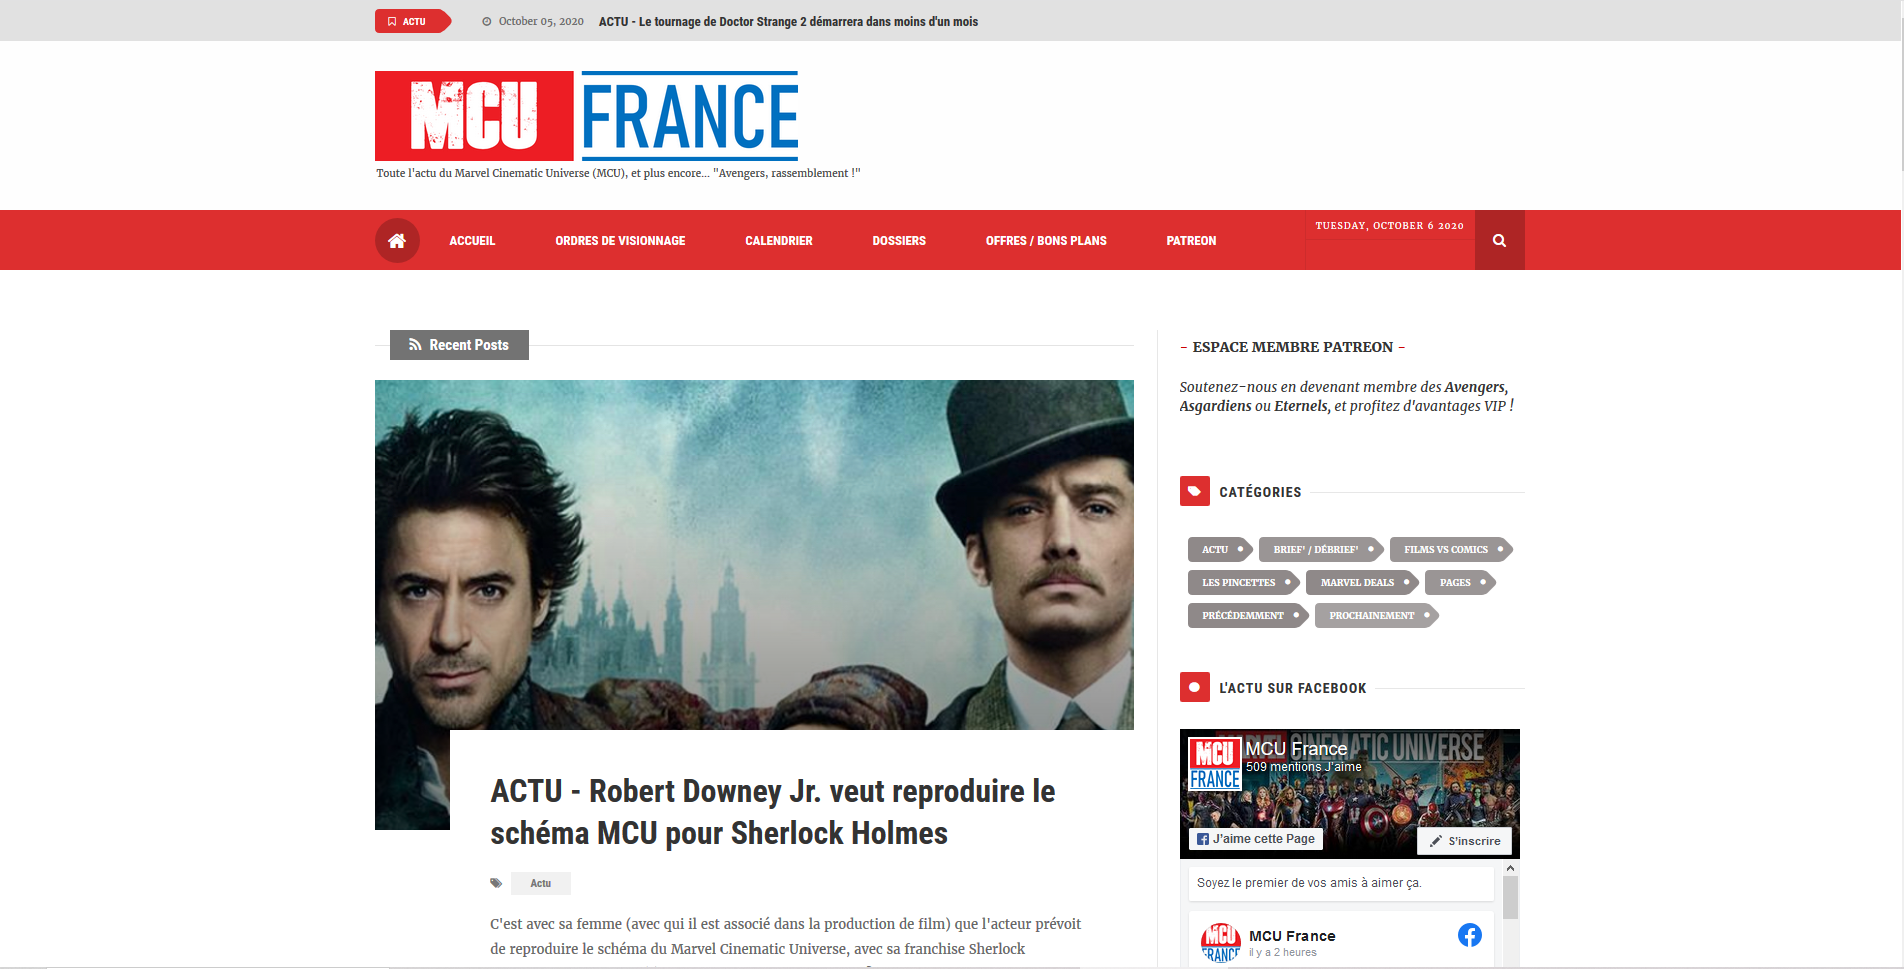 ACTU
October 05, 2020
ACTU - Le tournage de Doctor Strange 2 démarrera dans moins d'un mois
MCU FRANCE
Toute l'actu du Marvel Cinematic Universe (MCU), et plus encore... "Avengers, rassemblement !"
ACCUEIL
ORDRES DE VISIONNAGE
CALENDRIER
DOSSIERS
OFFRES / BONS PLANS
PATREON
TUESDAY, OCTOBER 6 2020
Recent Posts
ACTU - Robert Downey Jr. veut reproduire le
schéma MCU pour Sherlock Holmes
Actu
C'est avec sa femme (avec qui il est associé dans la production de film) que l'acteur prévoit
de reproduire le schéma du Marvel Cinematic Universe, avec sa franchise Sherlock
- ESPACE MEMBRE PATREON -
Soutenez-nous en devenant membre des Avengers,
Asgardiens ou Eternels, et profitez d'avantages VIP !
CATÉGORIES
ACTU
BRIEF' / DÉBRIEF'
FILMS VS COMICS
LES PINCETTES
MARVEL DEALS
PAGES
PRÉCÉDEMMENT
PROCHAINEMENT
L'ACTU SUR FACEBOOK
MARVEL CINEMATIC UNIVERSE
MCU
FRANCE
MCU France
509 mentions J'aime
J'aime cette Page
S'inscrire
Soyez le premier de vos amis à aimer ça.
MCU
FRANCE
MCU France
il y a 2 heures